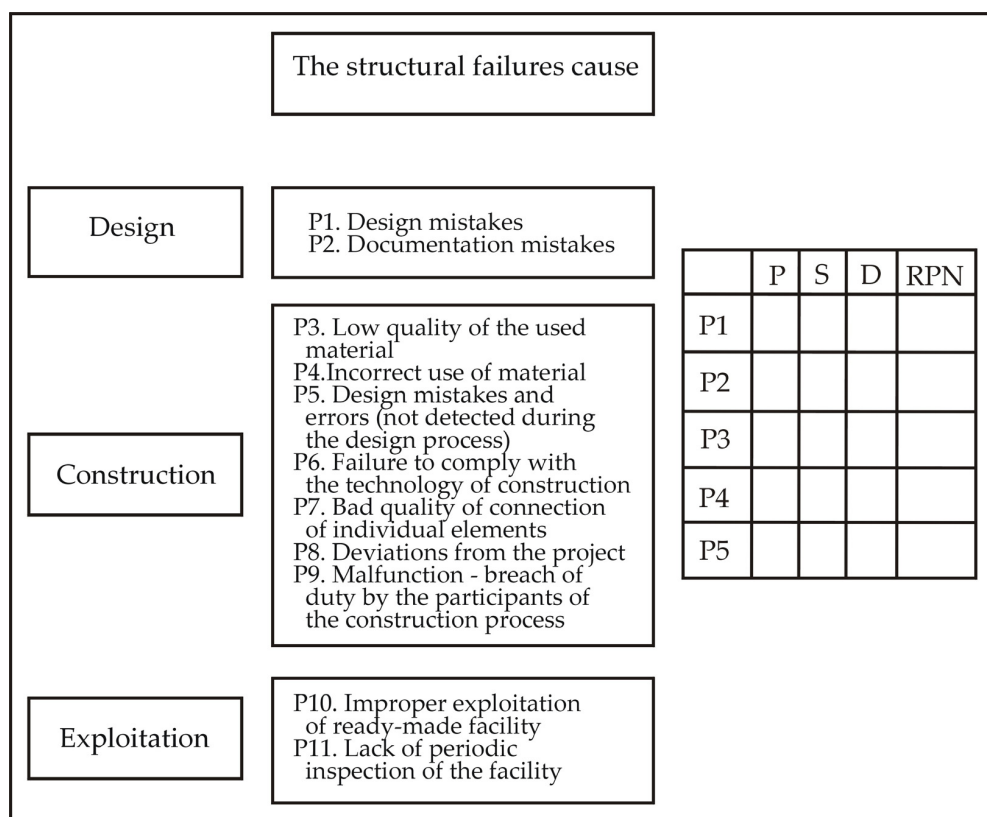 The structural failures cause
Design
P1. Design mistakes
P2. Documentation mistakes
Construction
P3. Low quality of the used
material
P4.Incorrect use of material
P5. Design mistakes and
errors (not detected during
the design process)
P6. Failure to comply with
the technology of construction
P7. Bad quality of connection
of individual elements
P8. Deviations from the project
P9. Malfunction - breach of
duty by the participants of
the construction process
Exploitation
P10. Improper exploitation
of ready-made facility
P11. Lack of periodic
inspection of the facility
P S D RPN
P1
P2
P3
P4
P5